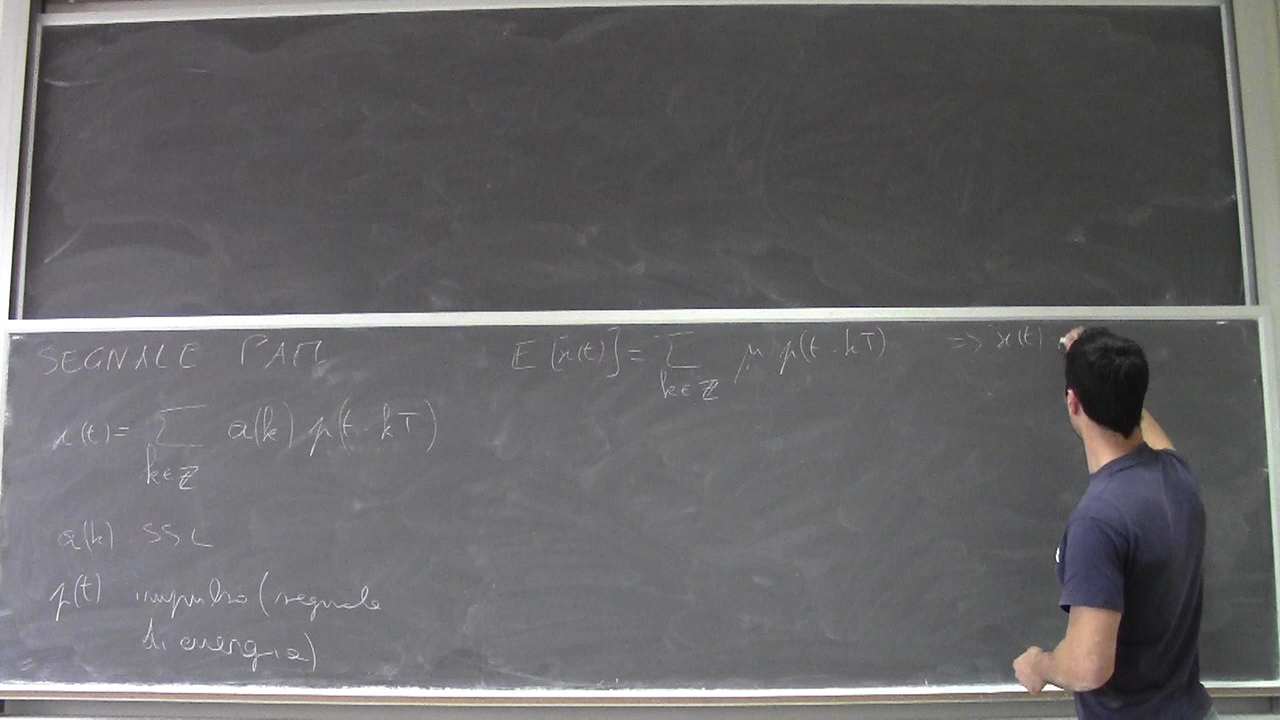 SEGNALE PAM
x(t) = ∑ a(k) p(t - kT)
k∈ℤ
a(k) SSL
p(t) impulso (segnale
di energia)
E[x(t)] = ∑ μ p(t - kT) => x(t)
k∈ℤ